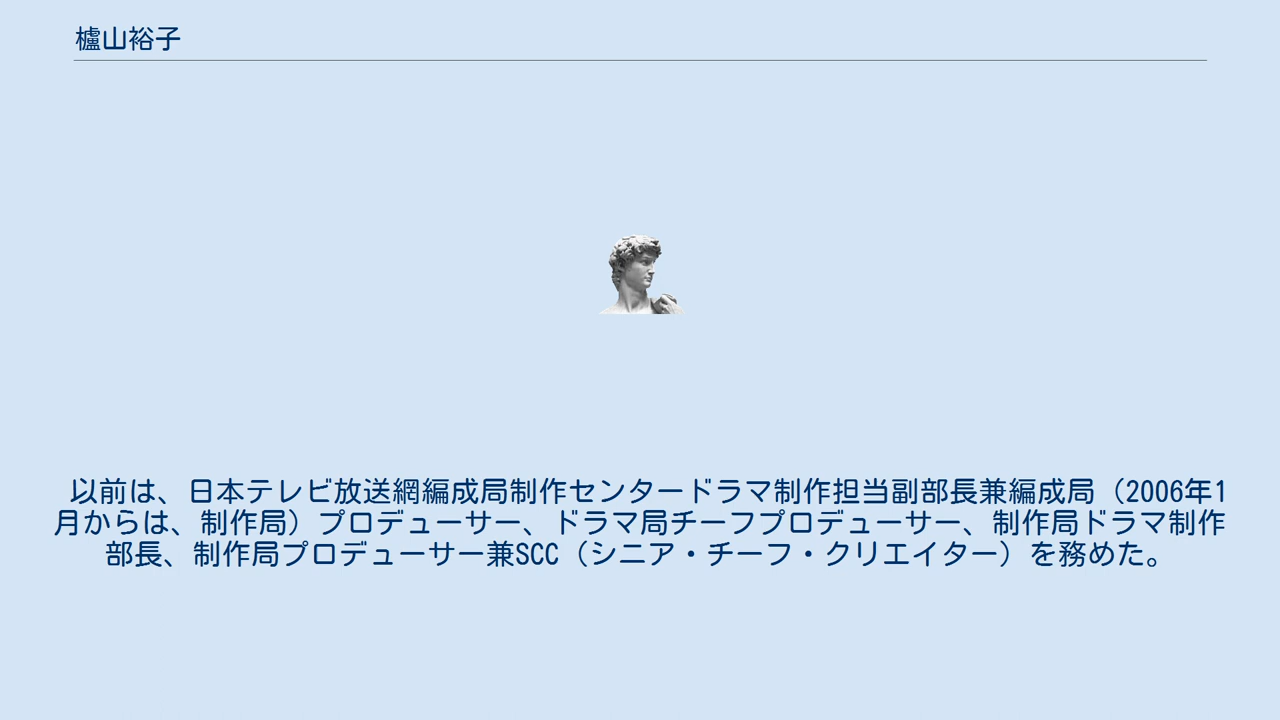 櫨山裕子
以前は、日本テレビ放送網編成局制作センタードラマ制作担当副部長兼編成局（2006年1
月からは、制作局）プロデューサー、ドラマ局チーフプロデューサー、制作局ドラマ制作
部長、制作局プロデューサー兼SCC（シニア・チーフ・クリエイター）を務めた。